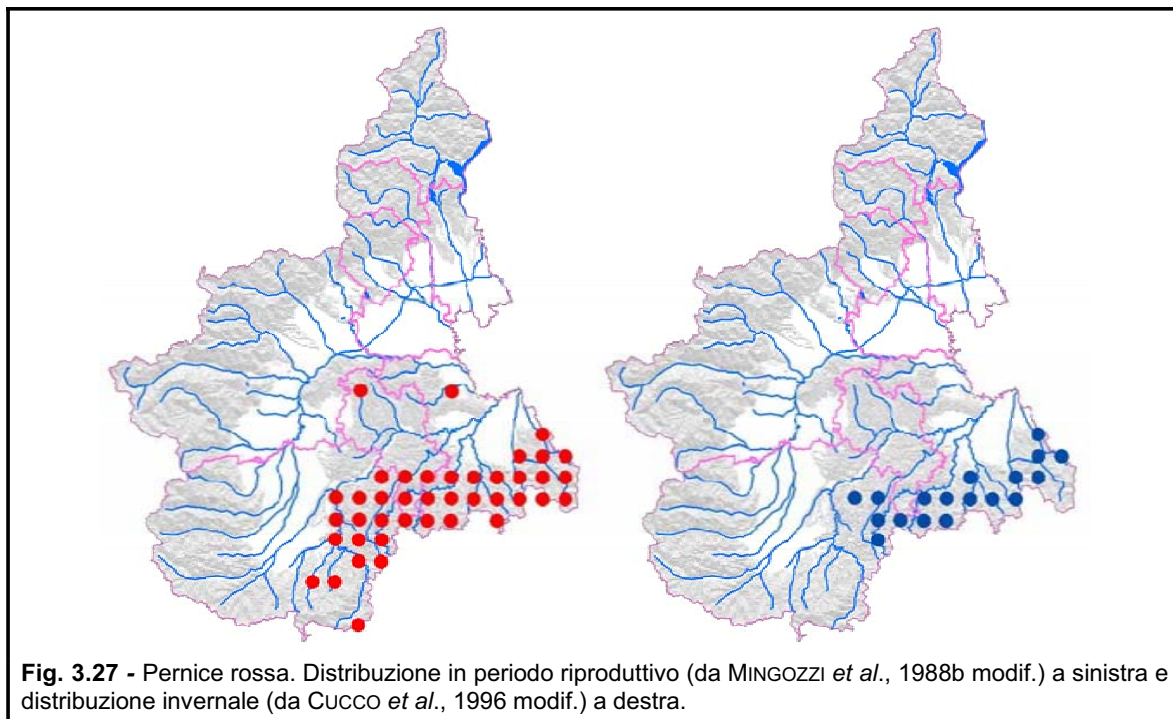 Fig. 3.27 - Pernice rossa. Distribuzione in periodo riproduttivo (da MINGOZZI et al., 1988b modif.) a sinistra e
distribuzione invernale (da CUCCO et al., 1996 modif.) a destra.